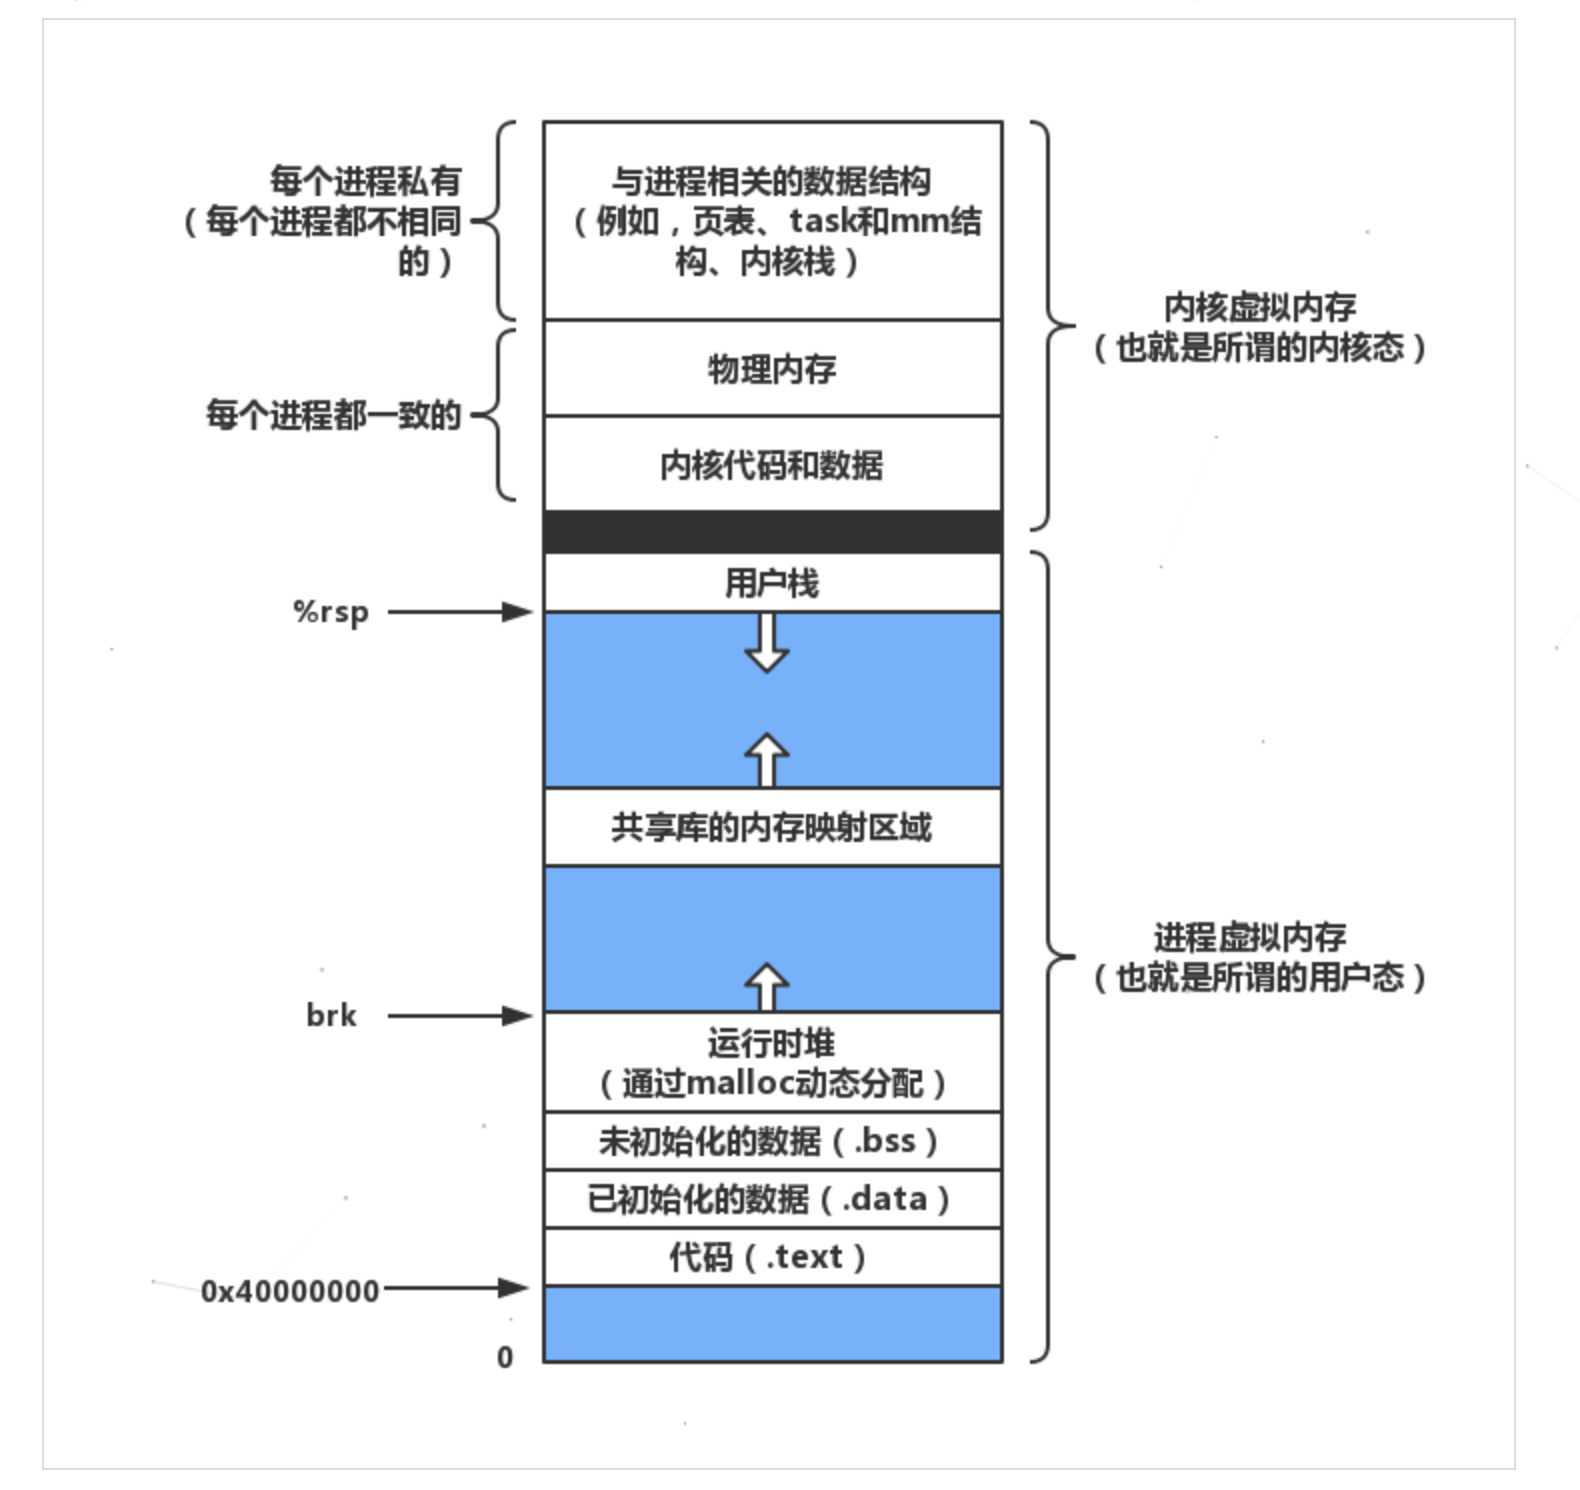 每个进程私有
（每个进程都不相同
的）
与进程相关的数据结构
（例如，页表、task和mm结
构、内核栈）
内核虚拟内存
（也就是所谓的内核态）
物理内存
每个进程都一致的
内核代码和数据
用户栈
%rsp
共享库的内存映射区域
进程虚拟内存
（也就是所谓的用户态）
brk
运行时堆
（通过malloc动态分配）
未初始化的数据（.bss）
已初始化的数据（.data）
代码（.text）
0x40000000
0